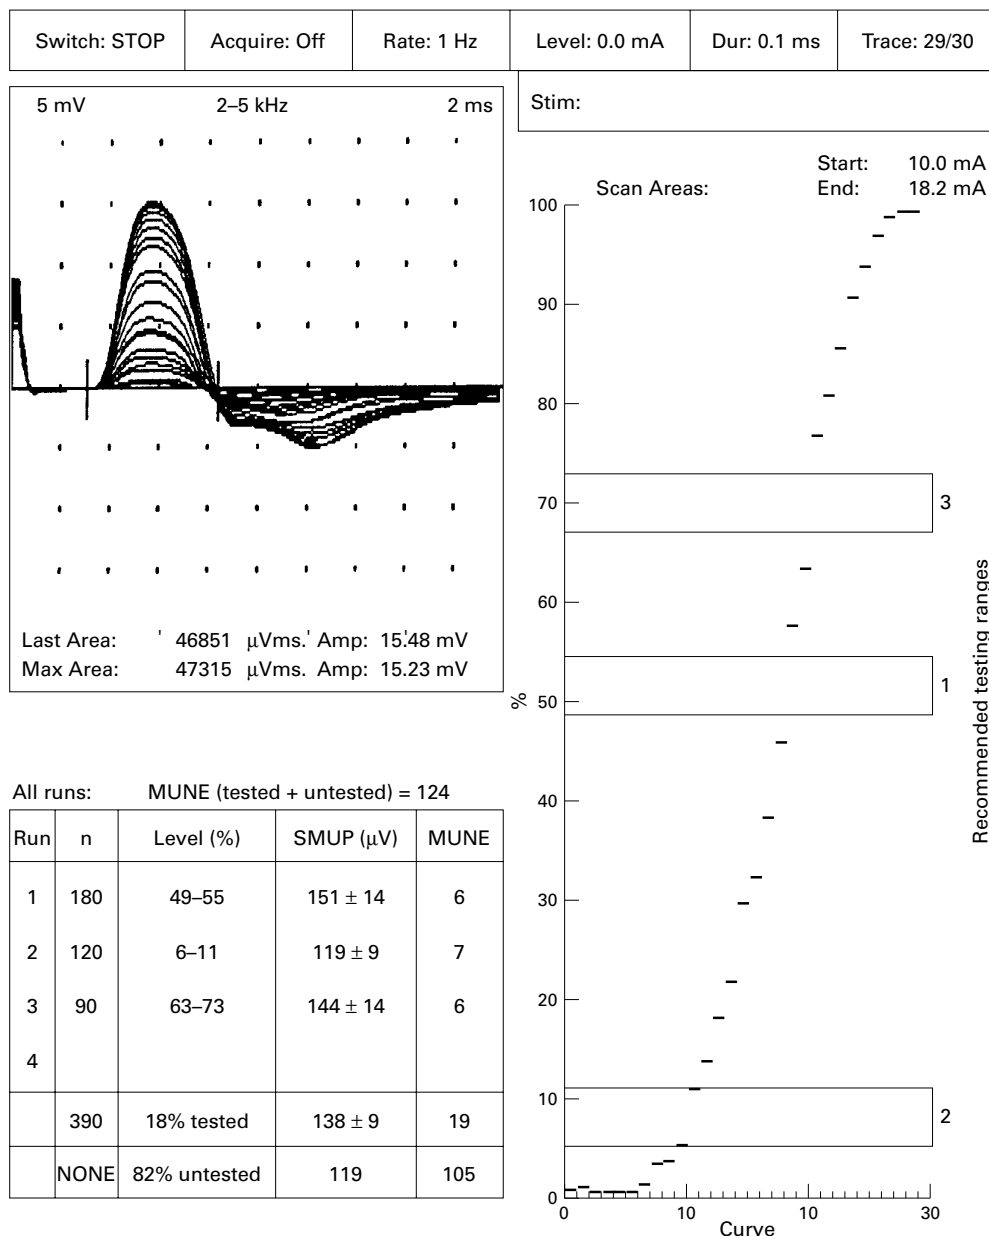 Switch: STOP Acquire: Off Rate: 1 Hz Level: 0.0 mA Dur: 0.1 ms Trace: 29/30
5 mV 2–5 kHz 2 ms
Last Area: 46851 µVms. Amp: 15.48 mV
Max Area: 47315 µVms. Amp: 15.23 mV
Stim:
Scan Areas:
Start: 10.0 mA
End: 18.2 mA
100
90
80
70
60
50
40
30
20
10
0
%
3
1
2
Recommended testing ranges
0 10 10 30
Curve
All runs: MUNE (tested + untested) = 124
Run n Level (%) SMUP (µV) MUNE
1 180 49–55 151 ± 14 6
2 120 6–11 119 ± 9 7
3 90 63–73 144 ± 14 6
4
390 18% tested 138 ± 9 19
NONE 82% untested 119 105